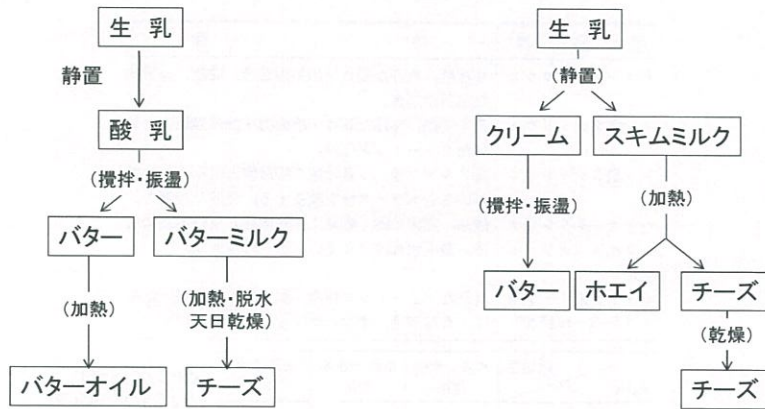 生 乳
静置
酸 乳
(攪拌・振盪)
バター
バターミルク
(加熱)
(加熱・脱水
天日乾燥)
バターオイル
チーズ
生 乳
(静置)
クリーム
スキムミルク
(攪拌・振盪)
(加熱)
バター
ホエイ
チーズ
(乾燥)
チーズ